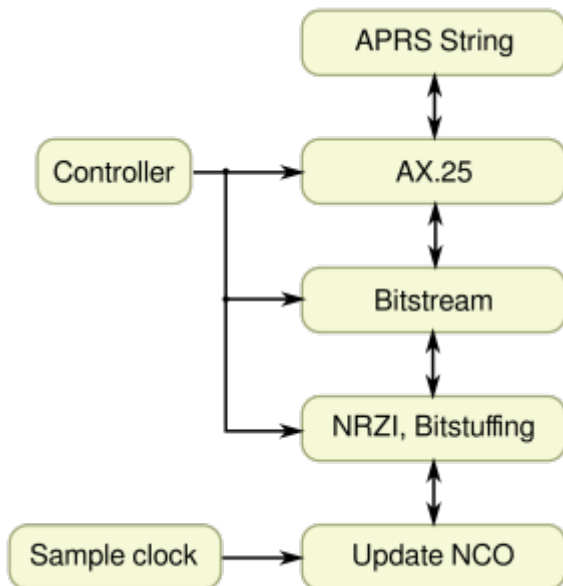 APRS String
Controller
AX.25
Bitstream
NRZI, Bitstuffing
Sample clock
Update NCO